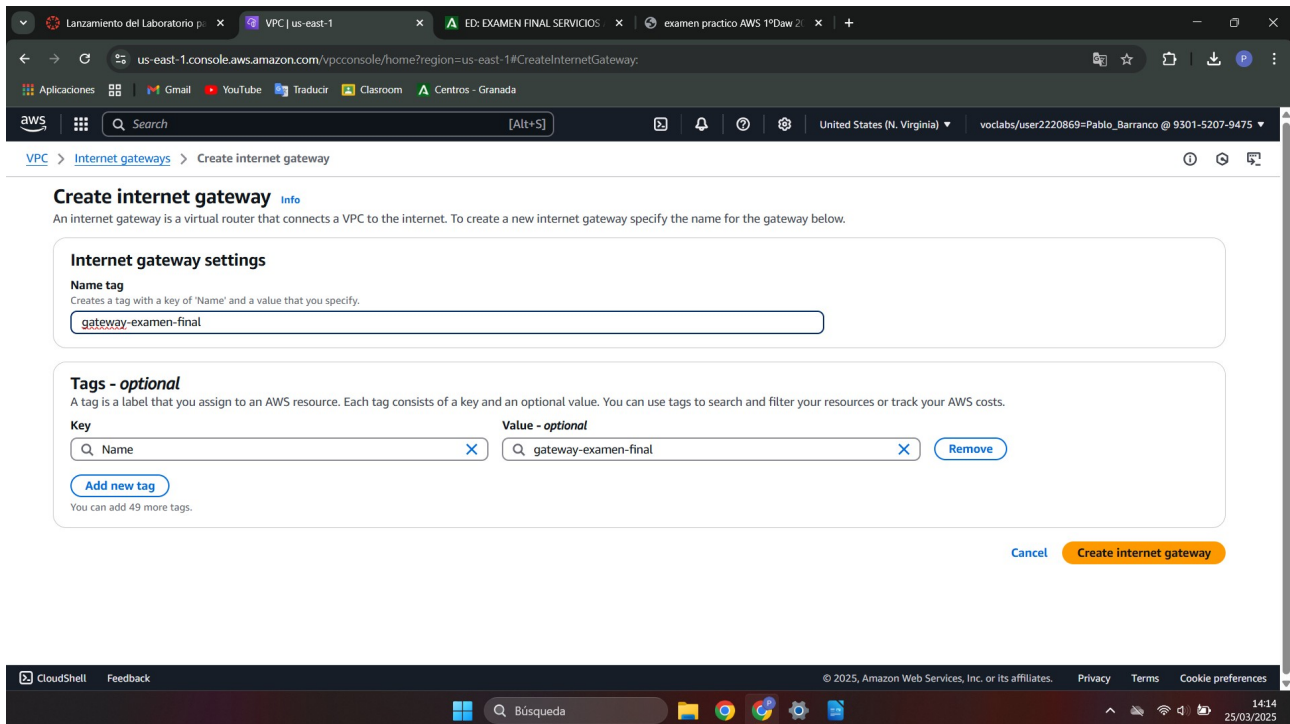 Lanzamiento del Laboratorio pa
VPC | us-east-1
ED: EXAMEN FINAL SERVICIOS
examen practico AWS 1ºDaw 20
us-east-1.console.aws.amazon.com/vpcconsole/home?region=us-east-1#CreateInternetGateway:
Aplicaciones
Gmail
YouTube
Traducir
Clasroom
Centros - Granada
aws
Search
[Alt+S]
United States (N. Virginia)
voclabs/user2220869=Pablo_Barranco @ 9301-5207-9475
VPC > Internet gateways > Create internet gateway
Create internet gateway Info
An internet gateway is a virtual router that connects a VPC to the internet. To create a new internet gateway specify the name for the gateway below.
Internet gateway settings
Name tag
Creates a tag with a key of 'Name' and a value that you specify.
gateway-examen-final
Tags - optional
A tag is a label that you assign to an AWS resource. Each tag consists of a key and an optional value. You can use tags to search and filter your resources or track your AWS costs.
Key
Value - optional
Name
gateway-examen-final
Remove
Add new tag
You can add 49 more tags.
Cancel
Create internet gateway
CloudShell
Feedback
© 2025, Amazon Web Services, Inc. or its affiliates.
Privacy
Terms
Cookie preferences
Búsqueda
14:14
25/03/2025